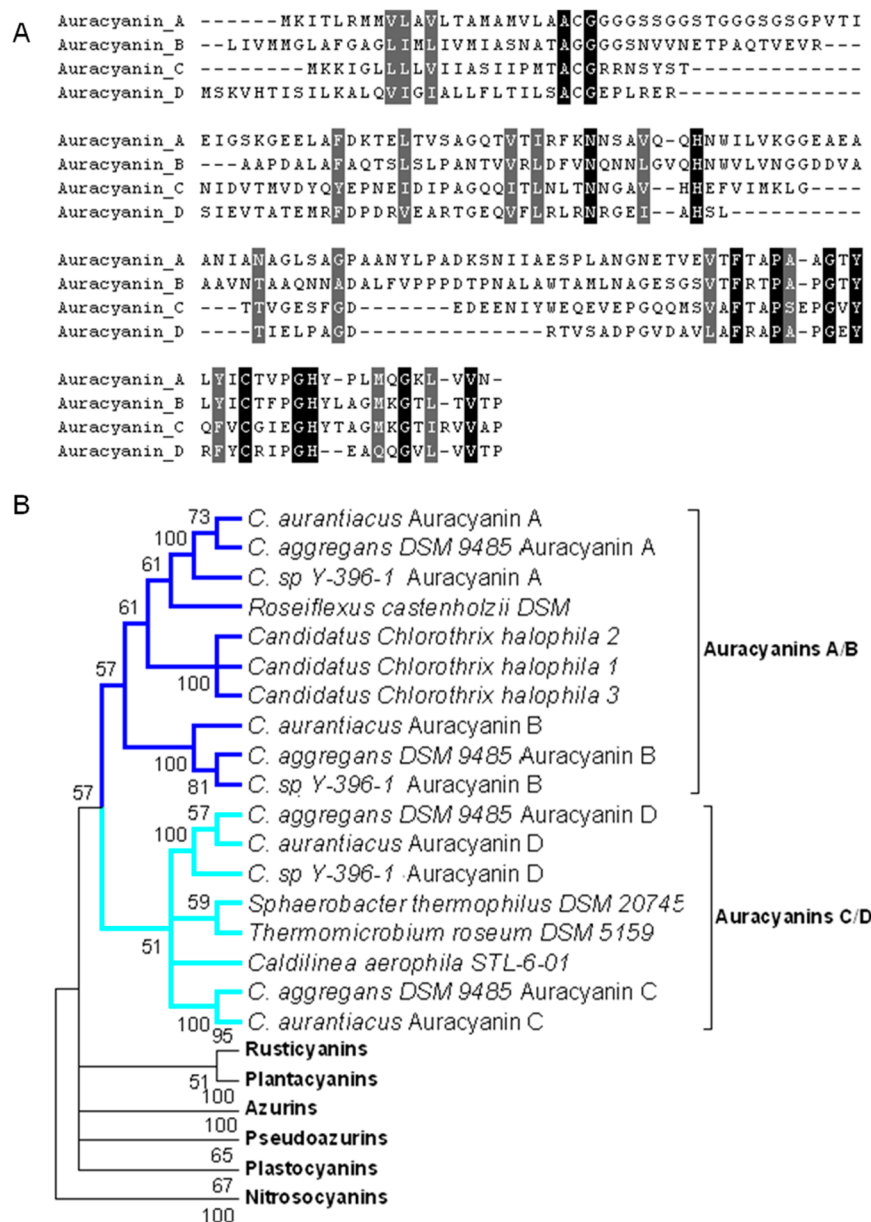 A
Auracyanin_A ------MKITLRMMVLAVLTAMAMVLAACGGGGSSGGSTGGGSGSGPVTI
Auracyanin_B --LIVMMGLAFGAGLIMLIVMIASNATACGGGGSNVVNETPAQTVEVR---
Auracyanin_C --------MKKIGLLLLVIIASIIPMTACGRRNSYST-------------
Auracyanin_D MSKVHTISILKALQVIGIALLFLTILSACGEPLRER--------------
Auracyanin_A EIGSKGEELAFDKTELTVSAGQTVTIRFKNNSAVQ-QHNWILVKGGEAEA
Auracyanin_B ---AAPDALAFAQTSLSLPANTVVRLDFVNQNNLGVQHNWVLVNGGDDVA
Auracyanin_C NIDVTMVDYQYEPNEIDIPAGQQITLNLTNNGAV--HHEFVIMKLG----
Auracyanin_D SIEVTATEMRFDPDRVEARTGEQVFLRLRNRGEI--AHSL----------
Auracyanin_A ANIANAGLSAGPAANYLPADKSNIIAESPLANGNETVEVTFTAPA-AGTY
Auracyanin_B AAVNTAAQNNADALFVPPPDTPNALAWTAMLNAGESGSVTFRTPA-PGTY
Auracyanin_C ---TTVGESFGD-------EDEENIYWEQEVEPGQQMSVAFTAPSEPGVY
Auracyanin_D ----TIELPAGD--------------RTVSADPGVDAVLAFRAPA-PGEY
Auracyanin_A LYICTVPGHY-PLMQGKL-VVN-
Auracyanin_B LYICTFPGHYLAGMKGTL-TVTP
Auracyanin_C QFVCGIEGHYTAGMKGTIRVVAP
Auracyanin_D RFYCRIPGH--EAQQGVL-VVTP
B
73
C. aurantiacus Auracyanin A
100
C. aggregans DSM 9485 Auracyanin A
61
C. sp Y-396-1 Auracyanin A
61
Roseiflexus castenholzii DSM
Candidatus Chlorothrix halophila 2
57
Candidatus Chlorothrix halophila 1
Auracyanins A/B
100
Candidatus Chlorothrix halophila 3
C. aurantiacus Auracyanin B
100
C. aggregans DSM 9485 Auracyanin B
81
C. sp Y-396-1 Auracyanin B
57
57
C. aggregans DSM 9485 Auracyanin D
100
C. aurantiacus Auracyanin D
C. sp Y-396-1 Auracyanin D
59
Sphaerobacter thermophilus DSM 20745
Auracyanins C/D
51
Thermomicrobium roseum DSM 5159
Caldilinea aerophila STL-6-01
C. aggregans DSM 9485 Auracyanin C
100
C. aurantiacus Auracyanin C
95
Rusticyanins
51
Plantacyanins
100
Azurins
100
Pseudoazurins
65
Plastocyanins
67
Nitrosocyanins
100